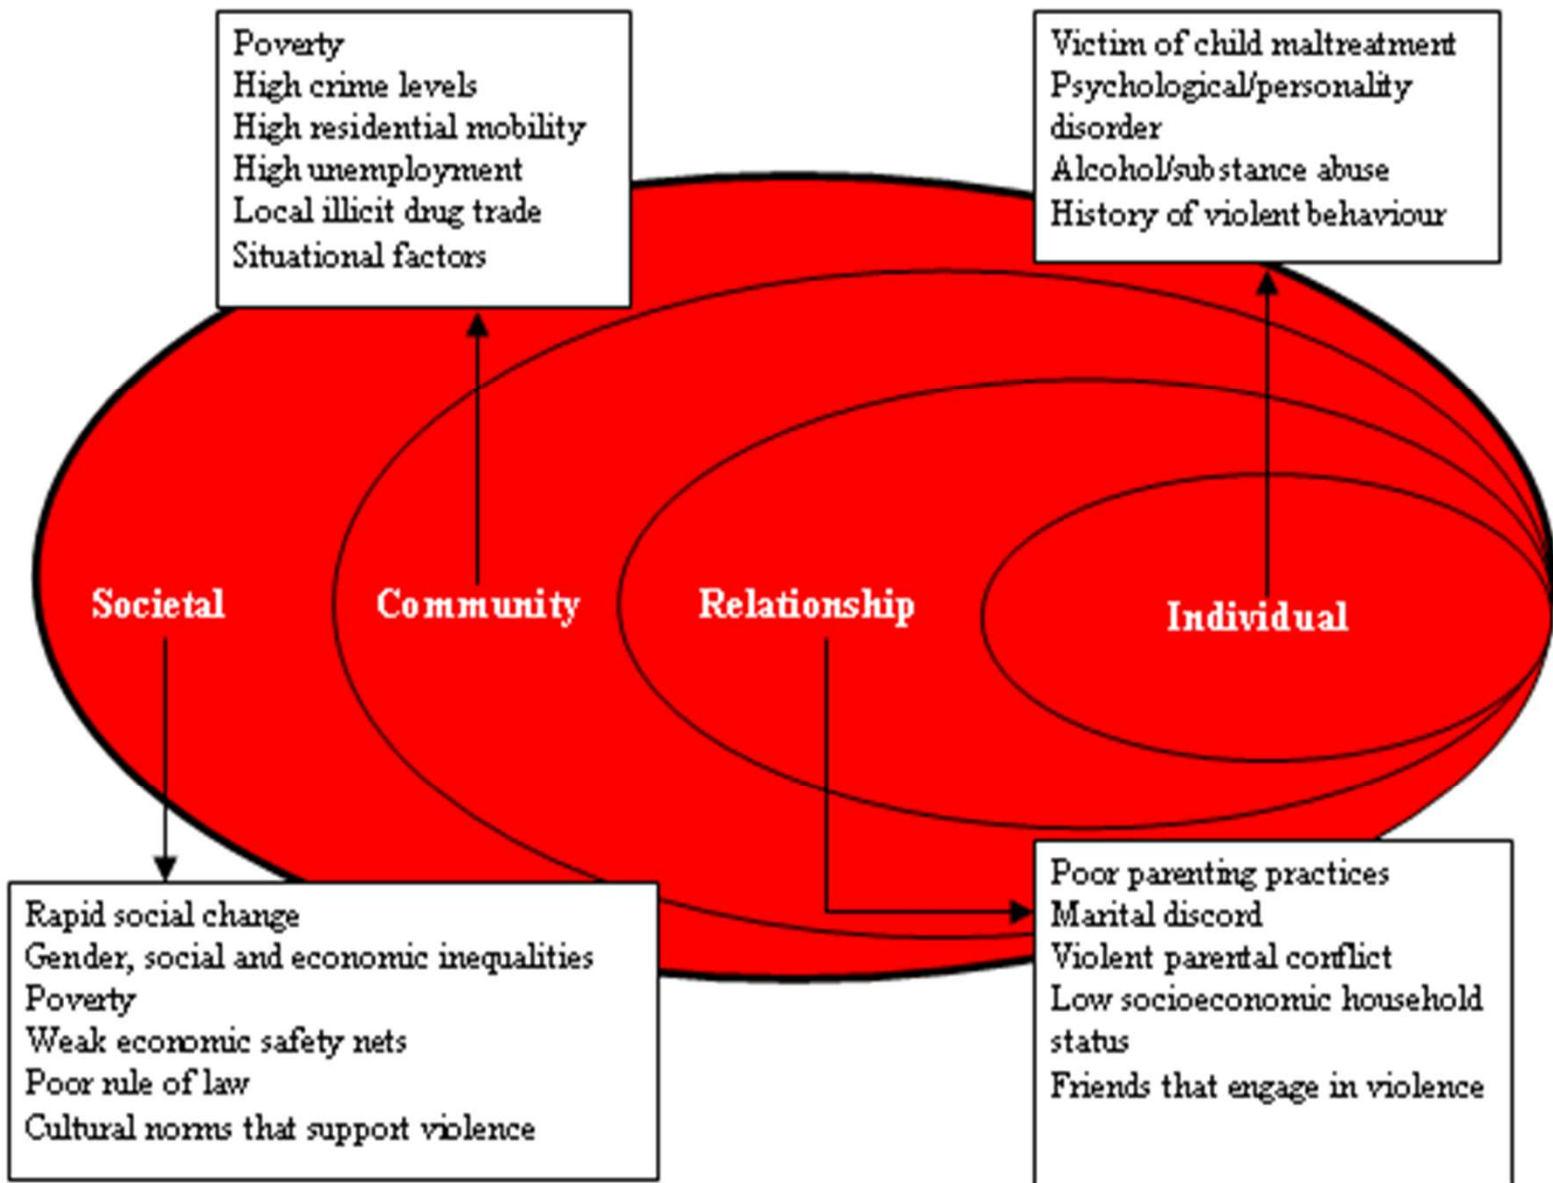 Poverty
High crime levels
High residential mobility
High unemployment
Local illicit drug trade
Situational factors
Victim of child maltreatment
Psychological/personality
disorder
Alcohol/substance abuse
History of violent behaviour
Societal
Community
Relationship
Individual
Rapid social change
Gender, social and economic inequalities
Poverty
Weak economic safety nets
Poor rule of law
Cultural norms that support violence
Poor parenting practices
Marital discord
Violent parental conflict
Low socioeconomic household
status
Friends that engage in violence